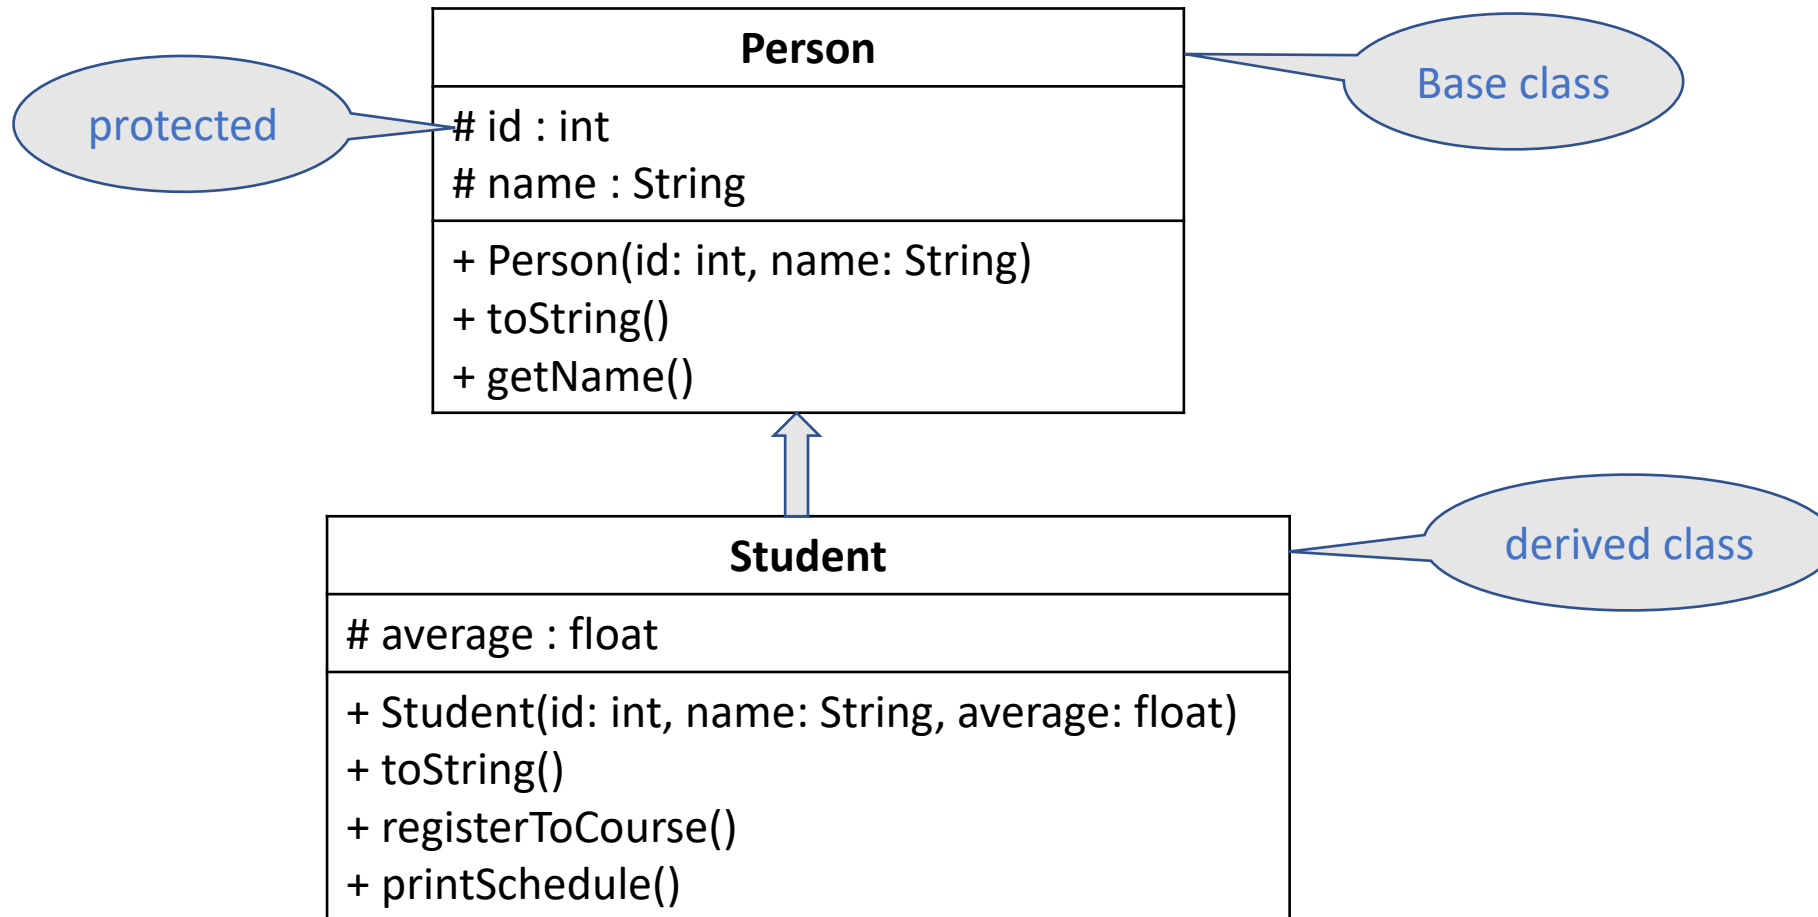 Person
Base class
protected
# id : int
# name : String
+ Person(id: int, name: String)
+ toString()
+ getName()
Student
derived class
# average : float
+ Student(id: int, name: String, average: float)
+ toString()
+ registerToCourse()
+ printSchedule()